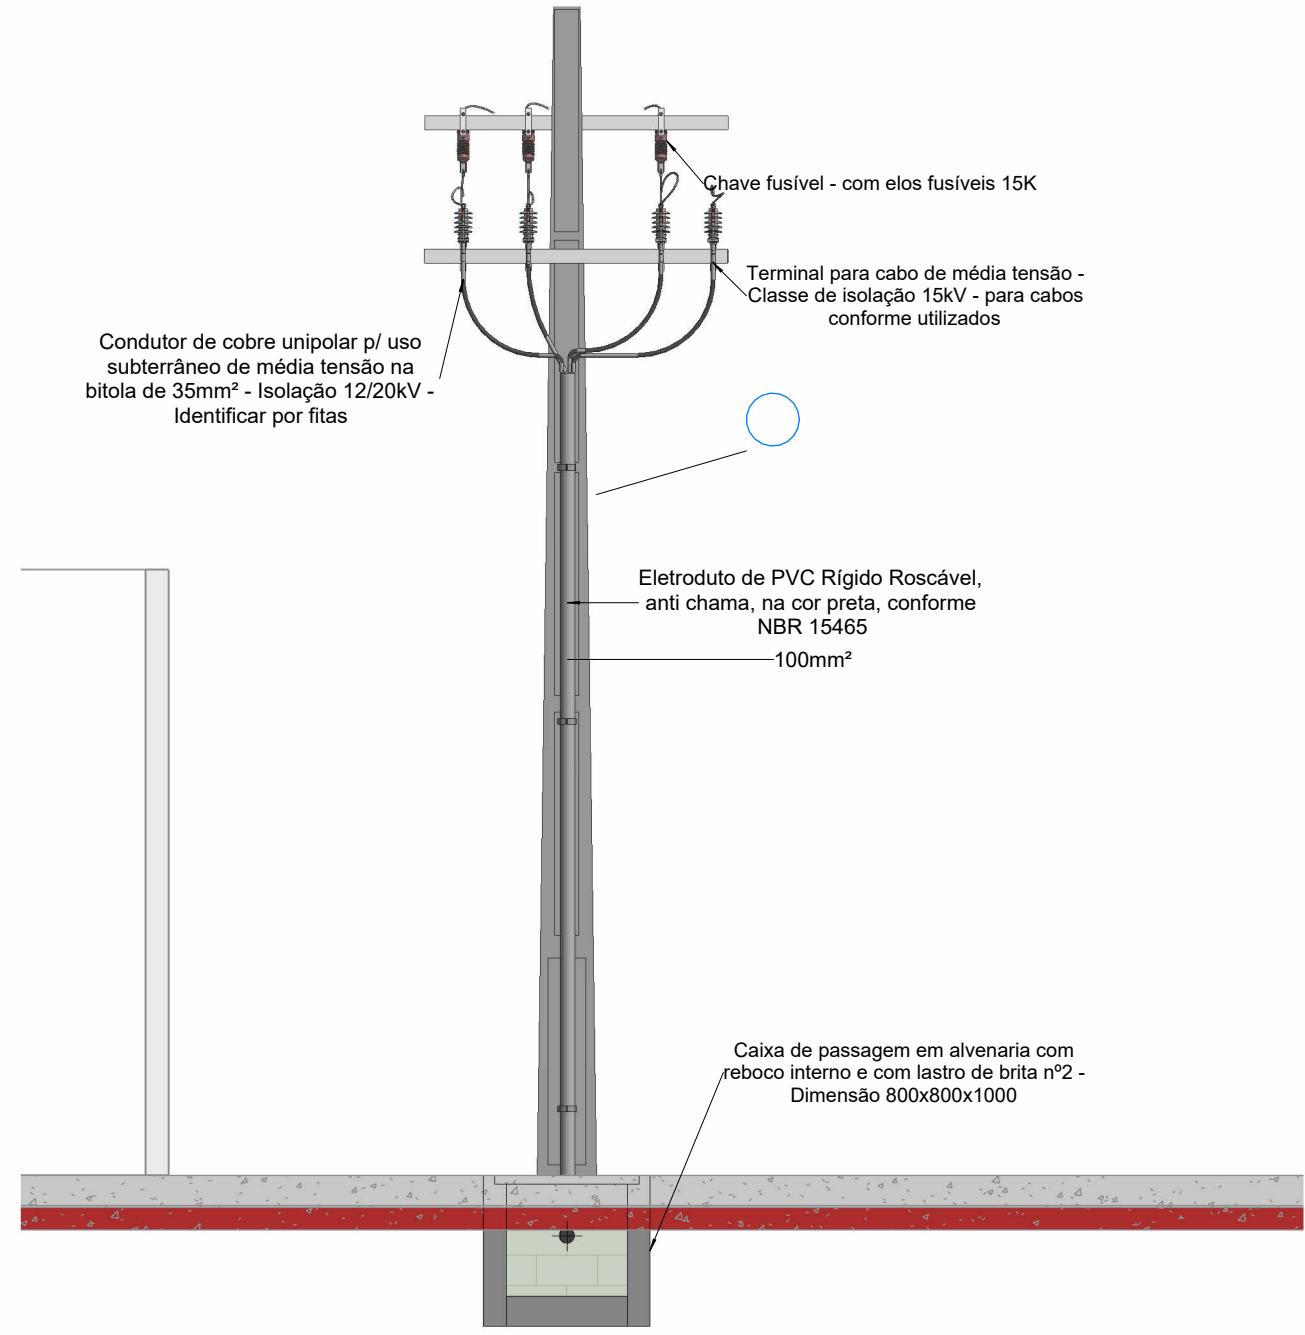 Chave fusível - com elos fusíveis 15K
Terminal para cabo de média tensão -
Classe de isolação 15kV - para cabos
conforme utilizados
Condutor de cobre unipolar p/ uso
subterrâneo de média tensão na
bitola de 35mm² - Isolação 12/20kV -
Identificar por fitas
Eletroduto de PVC Rígido Roscável,
anti chama, na cor preta, conforme
NBR 15465
100mm²
Caixa de passagem em alvenaria com
reboco interno e com lastro de brita nº2 -
Dimensão 800x800x1000